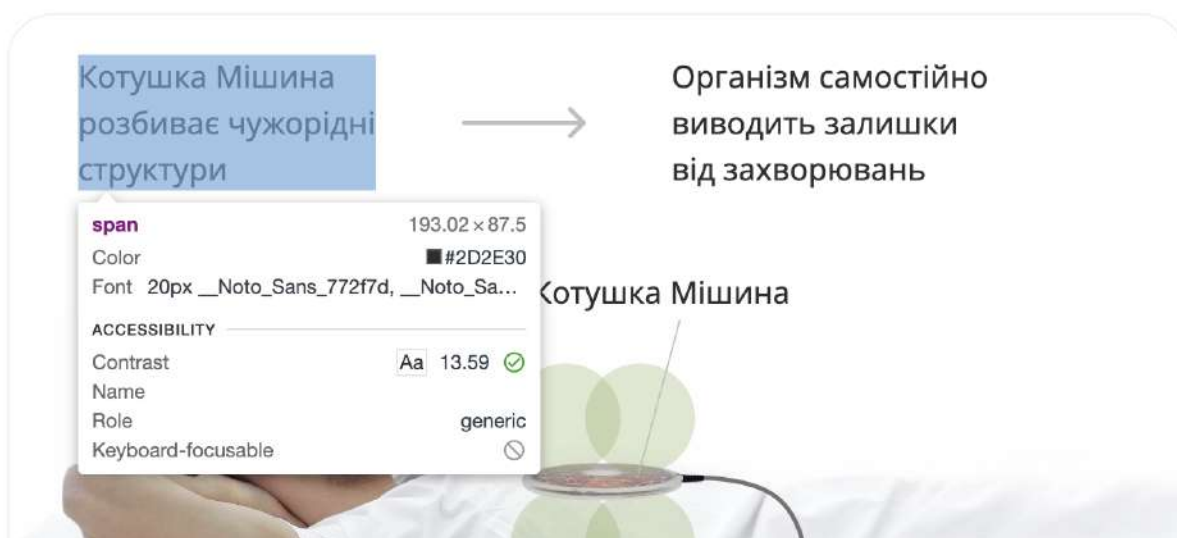 Котушка Мішина
розбиває чужорідні
структури
Організм самостійно
виводить залишки
від захворювань
span 193.02 × 87.5
Color #2D2E30
Font 20px __Noto_Sans_772f7d, __Noto_Sa...
ACCESSIBILITY
Contrast Aa 13.59
Name
Role generic
Keyboard-focusable
Котушка Мішина